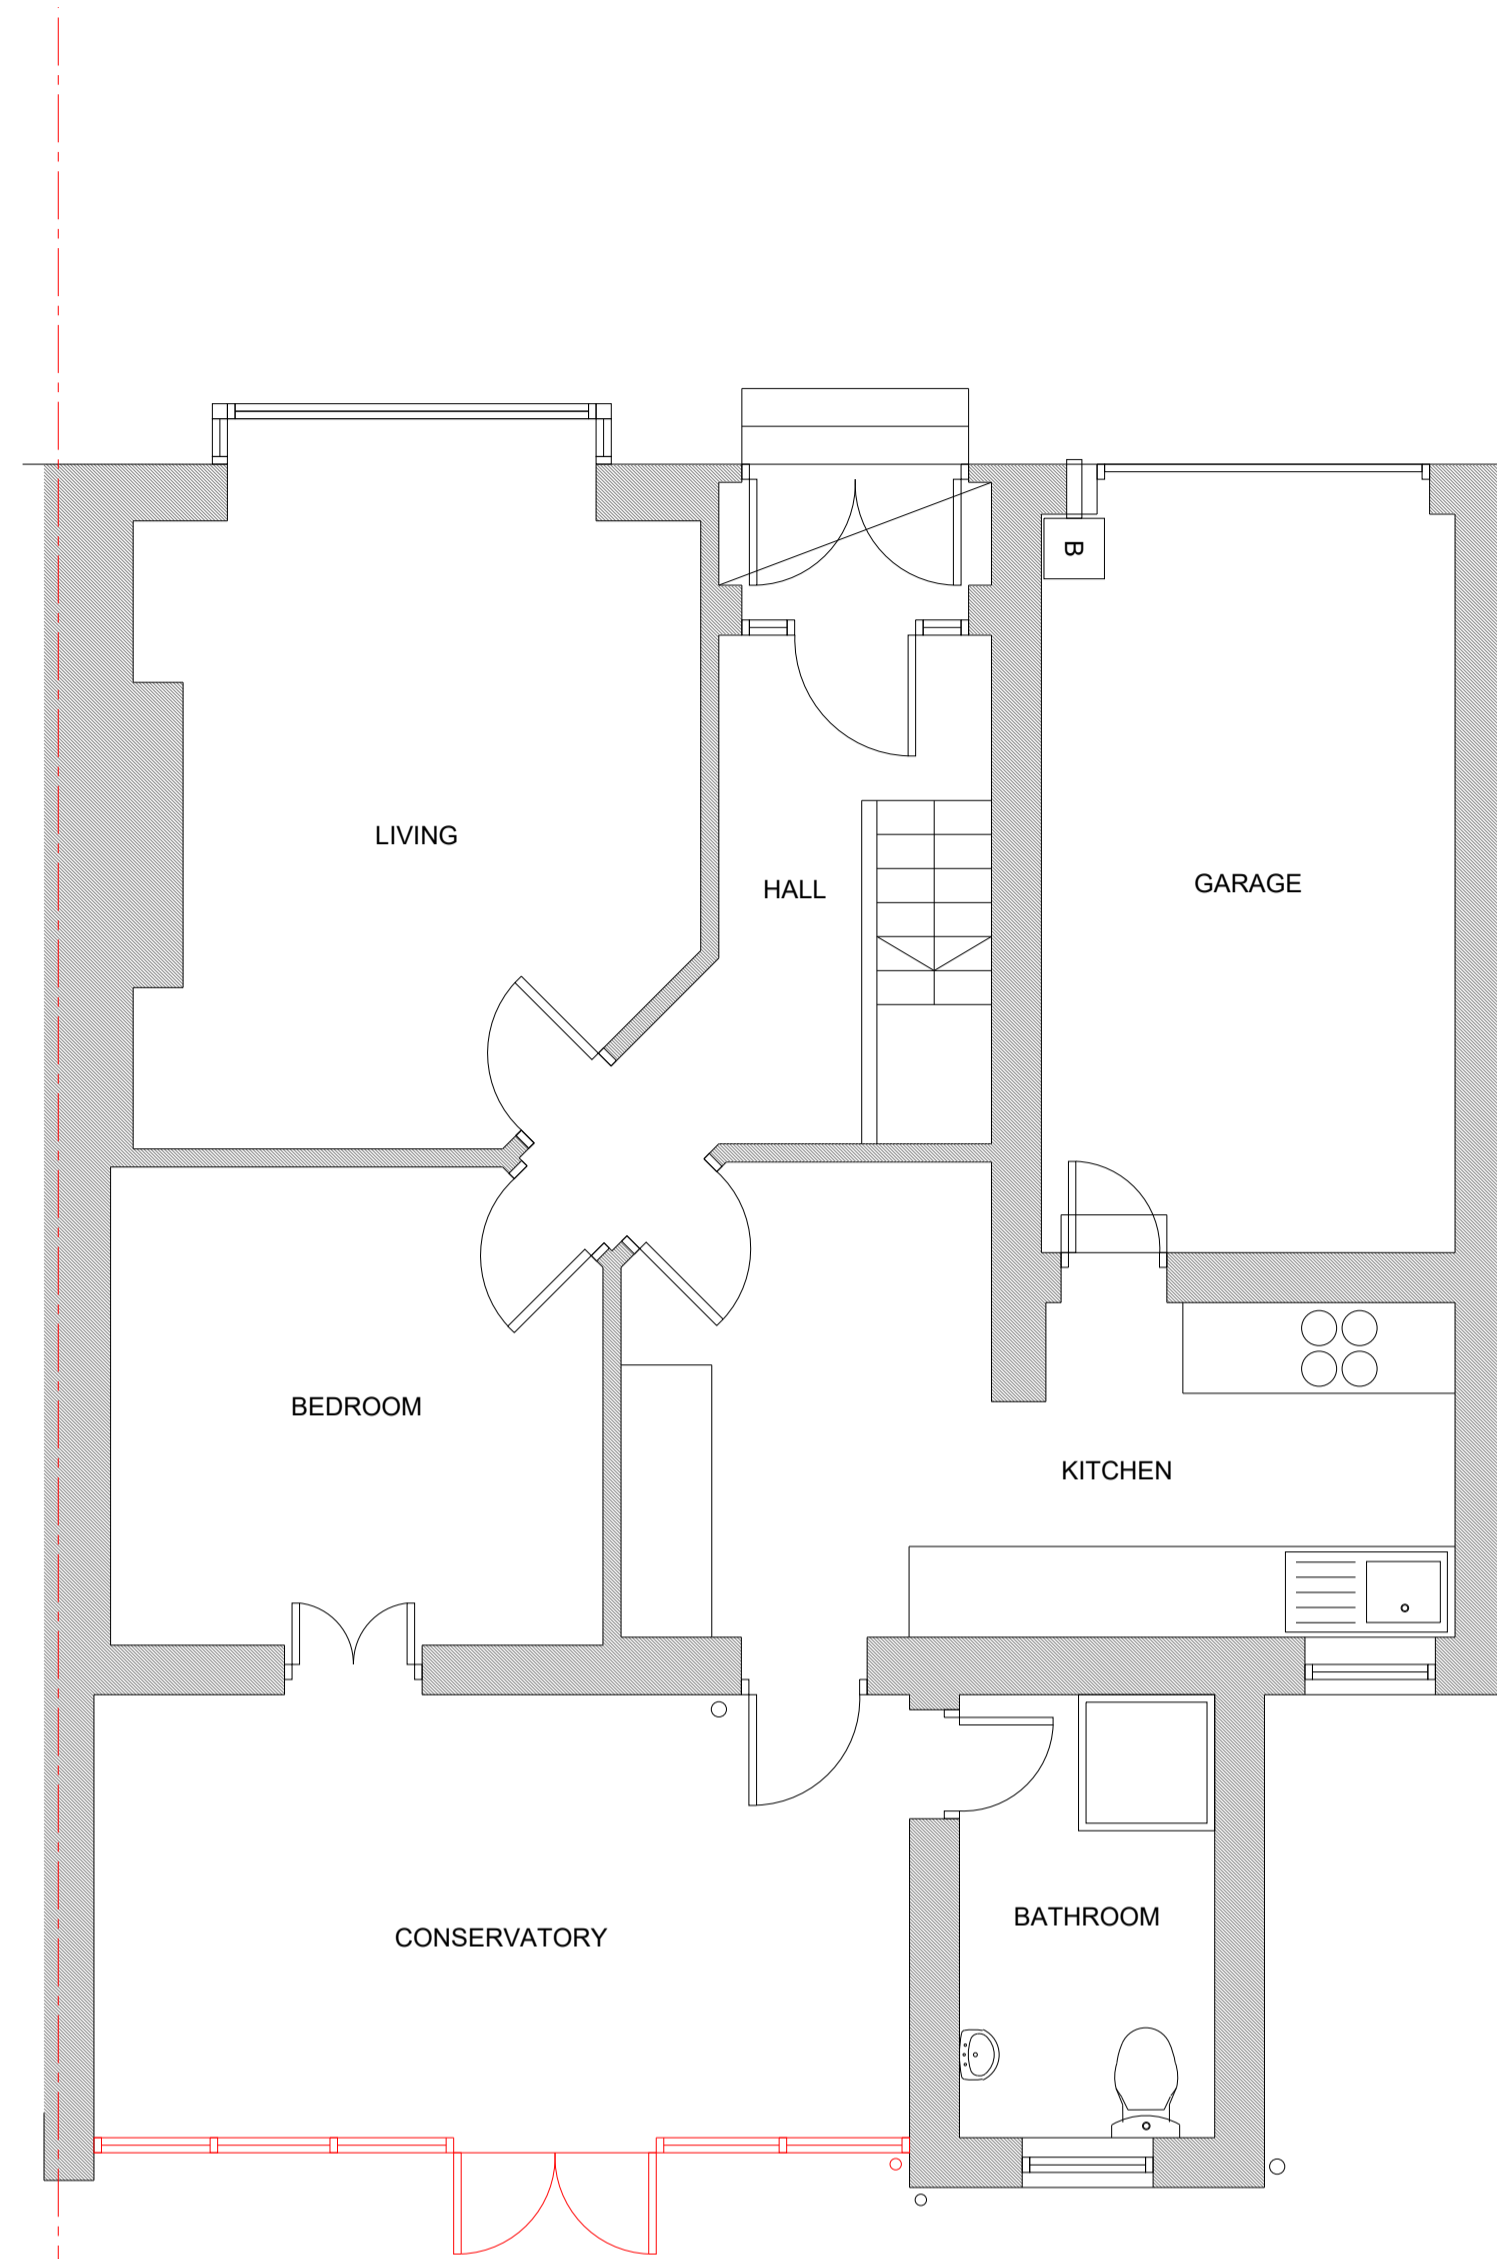 B
LIVING
HALL
GARAGE
BEDROOM
KITCHEN
BATHROOM
CONSERVATORY